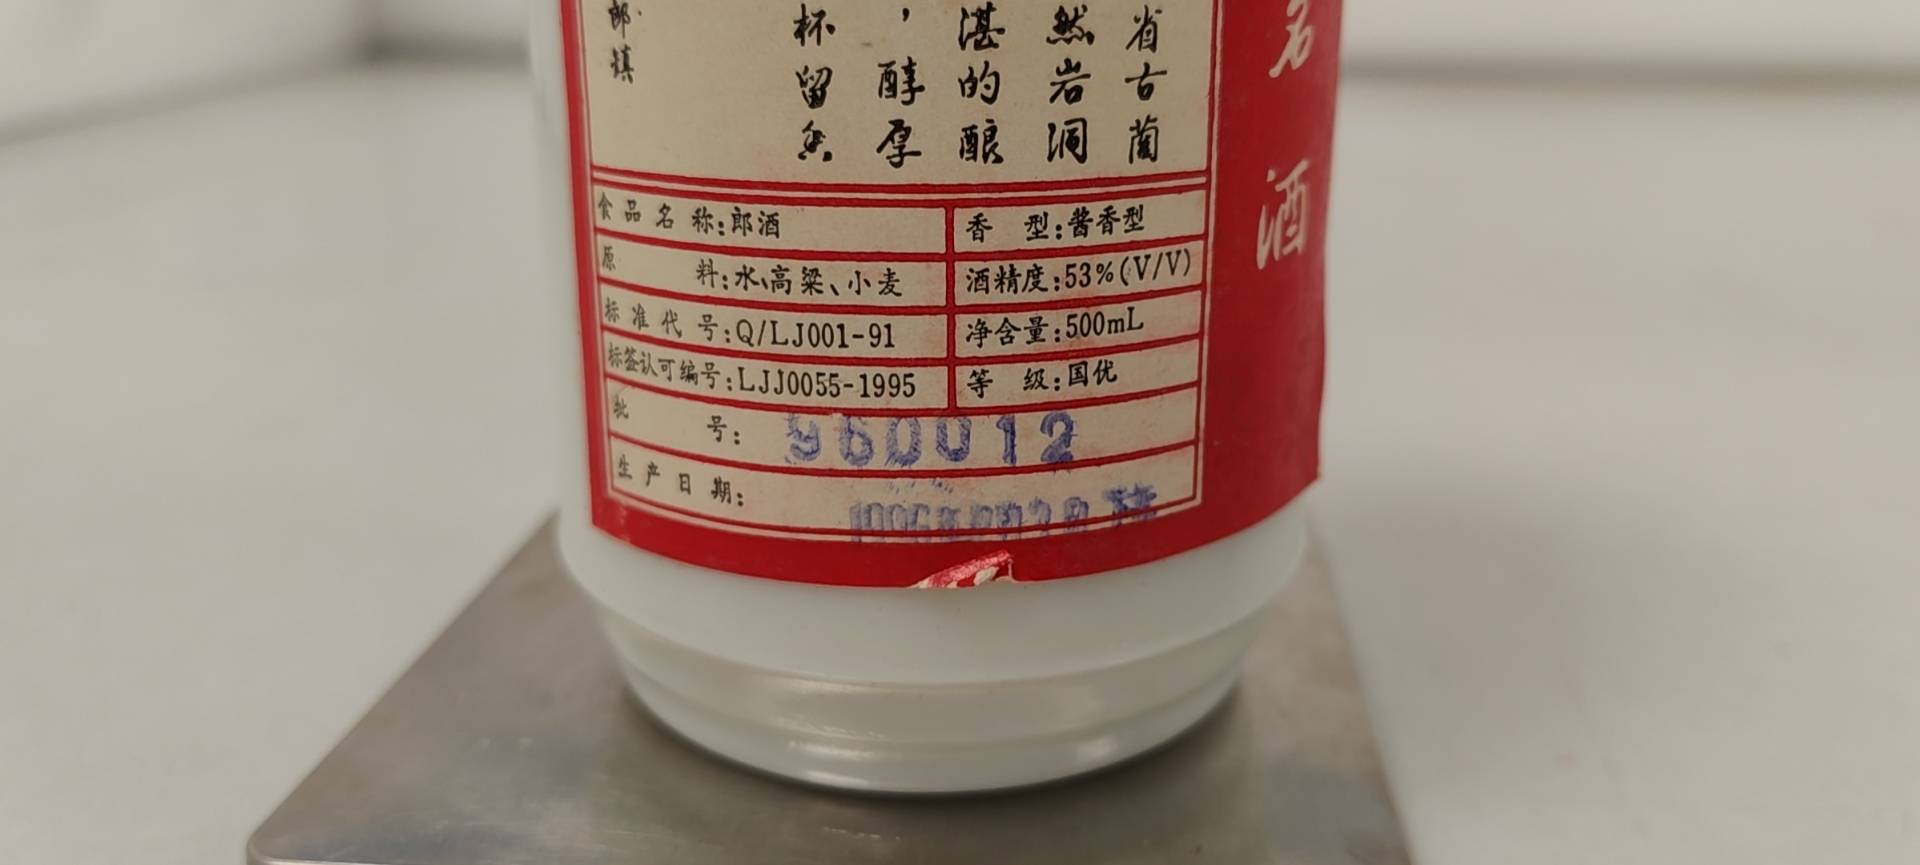 名酒
省古蔺
然岩洞
湛的酿
，醇厚
杯留香
郎镇
食品名称:郎酒
香 型:酱香型
原 料:水、高粱、小麦
酒精度:53%(V/V)
标准代号:Q/LJ001-91
净含量:500mL
标签认可编号:LJJ0055-1995
等 级:国优
批 号: 960012
生产日期: